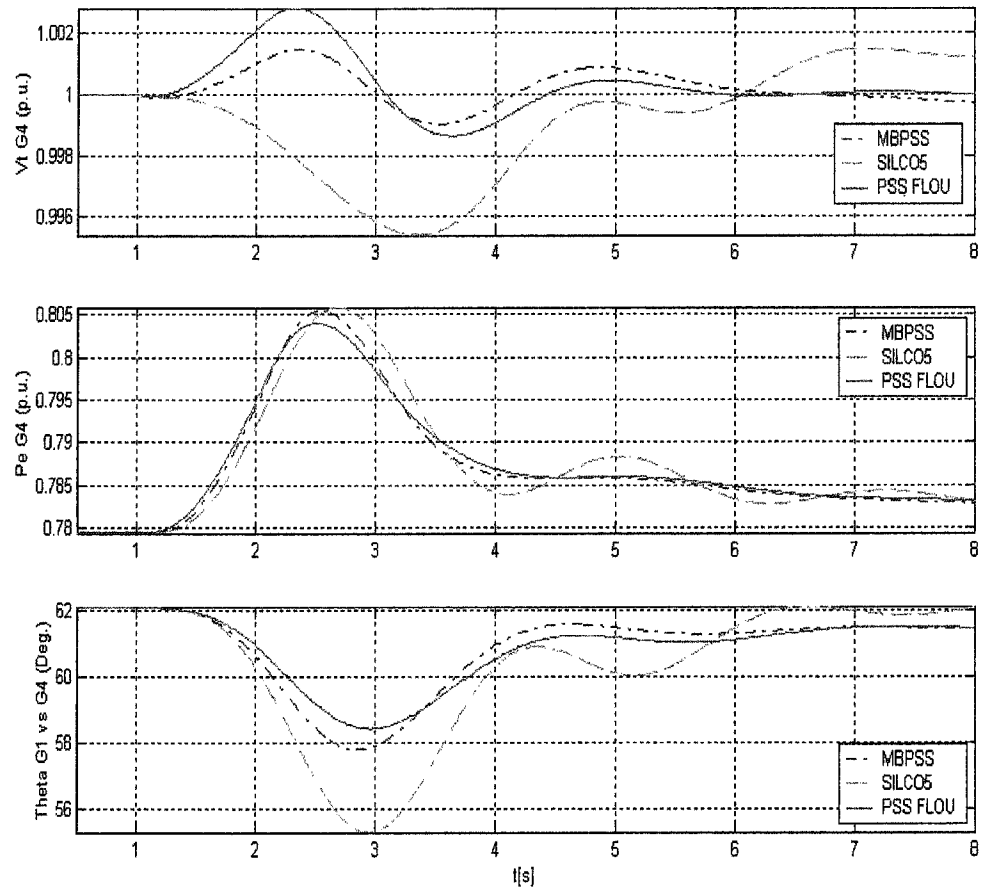 Vt G4 (p.u.)
1.002
1
0.998
0.996
1 2 3 4 5 6 7 8
MBPSS
SILCO5
PSS FLOU
Pe G4 (p.u.)
0.805
0.8
0.795
0.79
0.785
0.78
1 2 3 4 5 6 7 8
MBPSS
SILCO5
PSS FLOU
Theta G1 vs G4 (Deg.)
62
60
58
56
1 2 3 4 5 6 7 8
MBPSS
SILCO5
PSS FLOU
t[s]